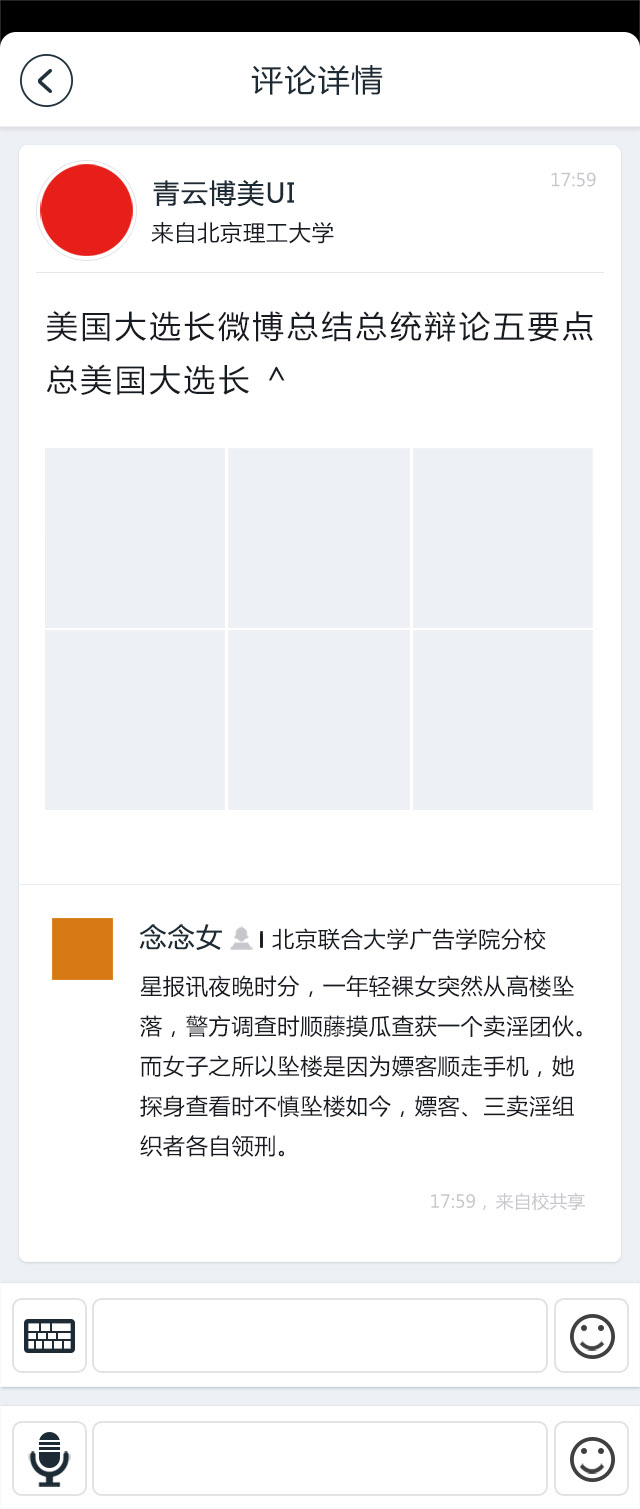 评论详情
青云博美UI
17:59
来自北京理工大学
美国大选长微博总结总统辩论五要点
总美国大选长 ^
念念女 I 北京联合大学广告学院分校
星报讯夜晚时分，一年轻裸女突然从高楼坠
落，警方调查时顺藤摸瓜查获一个卖淫团伙。
而女子之所以坠楼是因为嫖客顺走手机，她
探身查看时不慎坠楼如今，嫖客、三卖淫组
织者各自领刑。
17:59，来自校共享